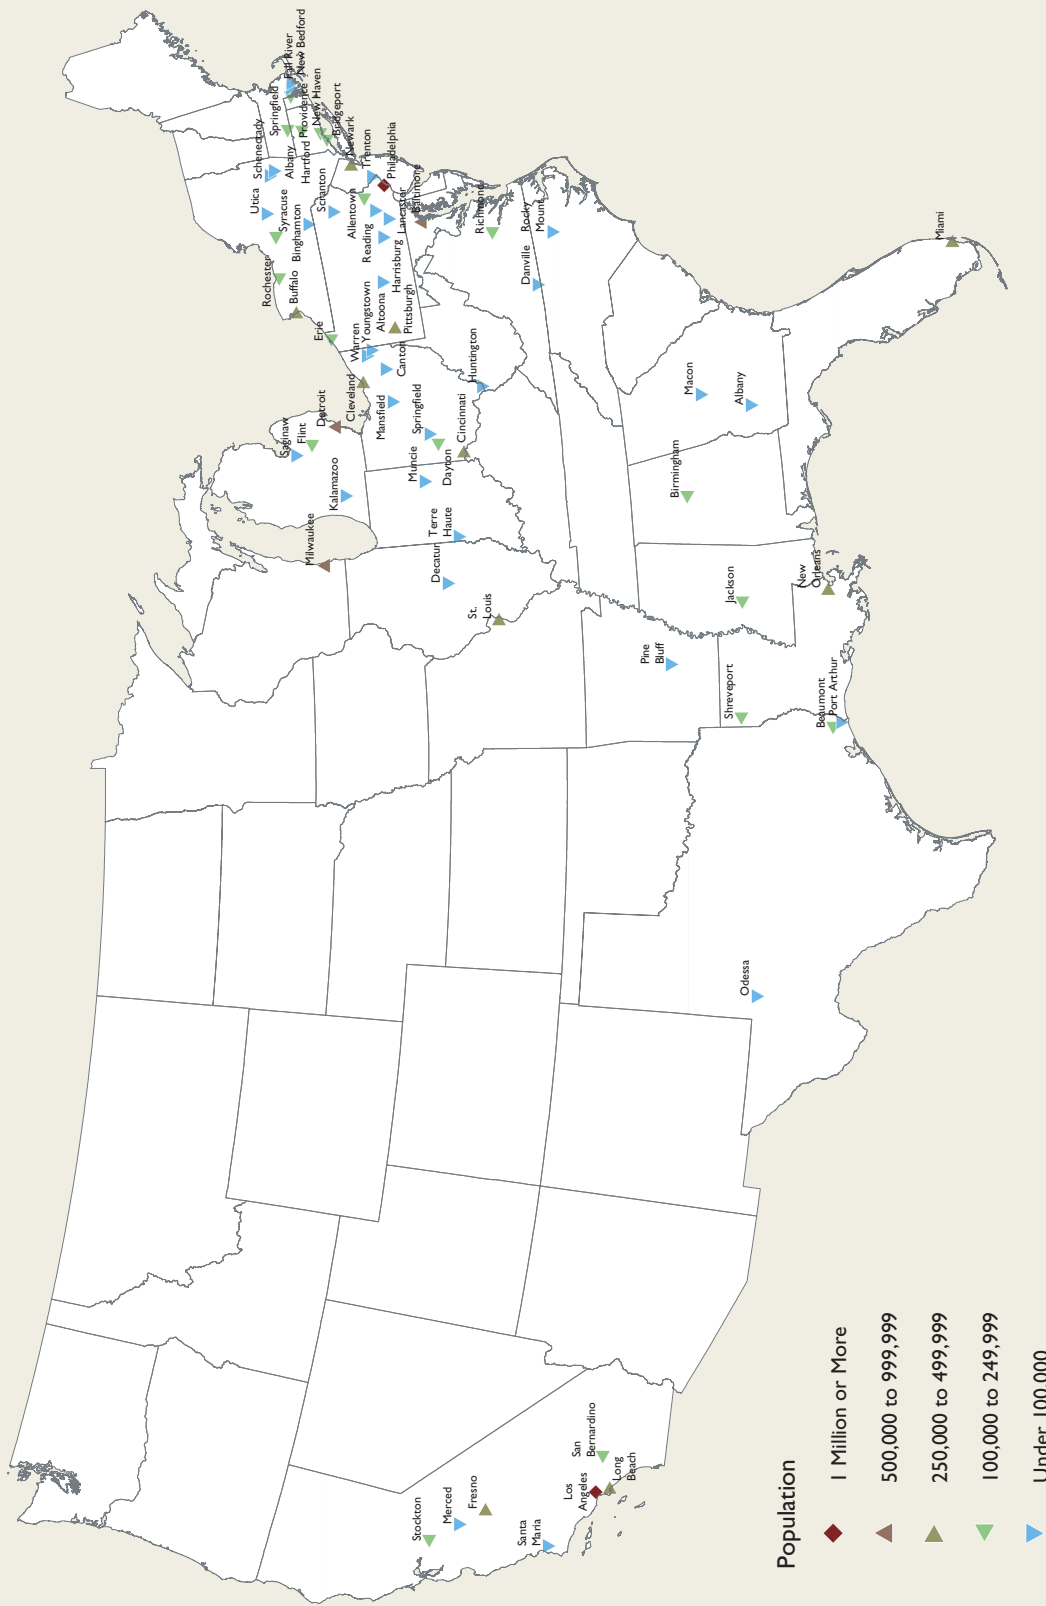 Utica
Schenectady
Rochester
Springfield
Syracuse
Saginaw
Albany
Fall River
Buffalo
Binghamton
New Bedford
Flint
Providence
Hartford
Milwaukee
New Haven
Erie
Detroit
Scranton
Kalamazoo
Bridgeport
Newark
Cleveland
Allentown
Warren
Youngstown
Trenton
Reading
Altoona
Mansfield
Philadelphia
Harrisburg
Canton
Lancaster
Pittsburgh
Muncie
Springfield
Baltimore
Stockton
Terre
Haute
Decatur
Dayton
Merced
Cincinnati
Fresno
St.
Louis
Huntington
Richmond
Santa
Maria
Danville
Rocky
Mount
Los
Angeles
San
Bernardino
Long
Beach
Pine
Bluff
Birmingham
Macon
Shreveport
Jackson
Albany
Odessa
New
Orleans
Beaumont
Port Arthur
Miami
Population
1 Million or More
500,000 to 999,999
250,000 to 499,999
100,000 to 249,999
Under 100,000